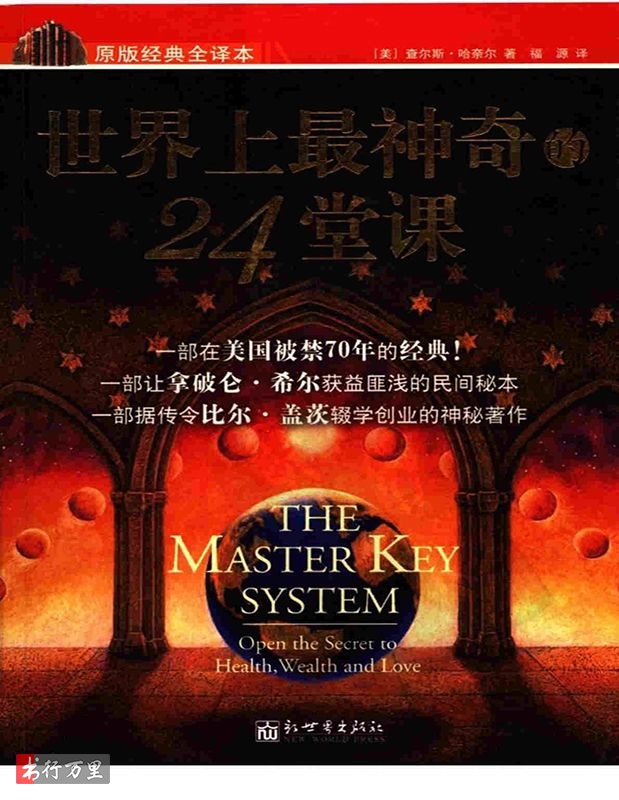 原版经典全译本
［美］查尔斯·哈奈尔 著 福 源 译
世界上最神奇的
24堂课
一部在美国被禁70年的经典！
一部让拿破仑·希尔获益匪浅的民间秘本
一部据传令比尔·盖茨辍学创业的神秘著作
THE
MASTER KEY
SYSTEM
Open the Secret to
Health, Wealth and Love
新世界出版社
NEW WORLD PRESS
书行万里